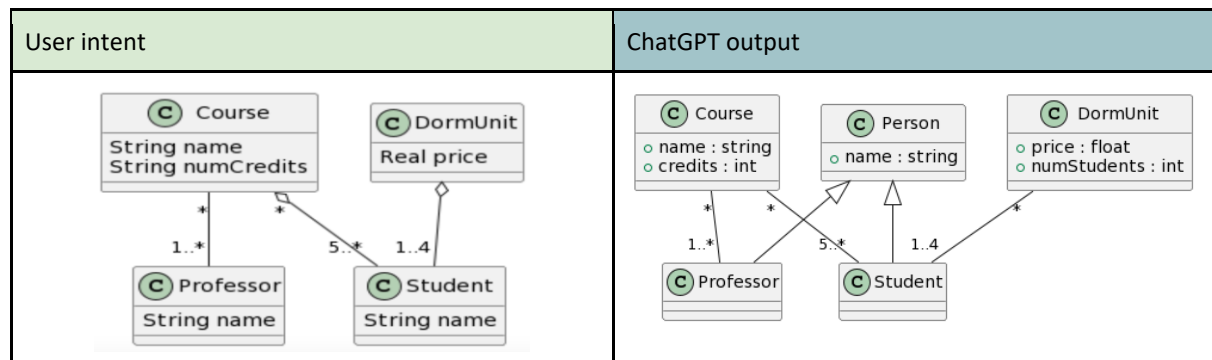 User intent
ChatGPT output
C Course
String name
String numCredits
C DormUnit
Real price
*
*
1..*
5..*
1..4
C Professor
String name
C Student
String name
C Course
name : string
credits : int
C Person
name : string
C DormUnit
price : float
numStudents : int
*
*
*
1..*
5..*
1..4
C Professor
C Student